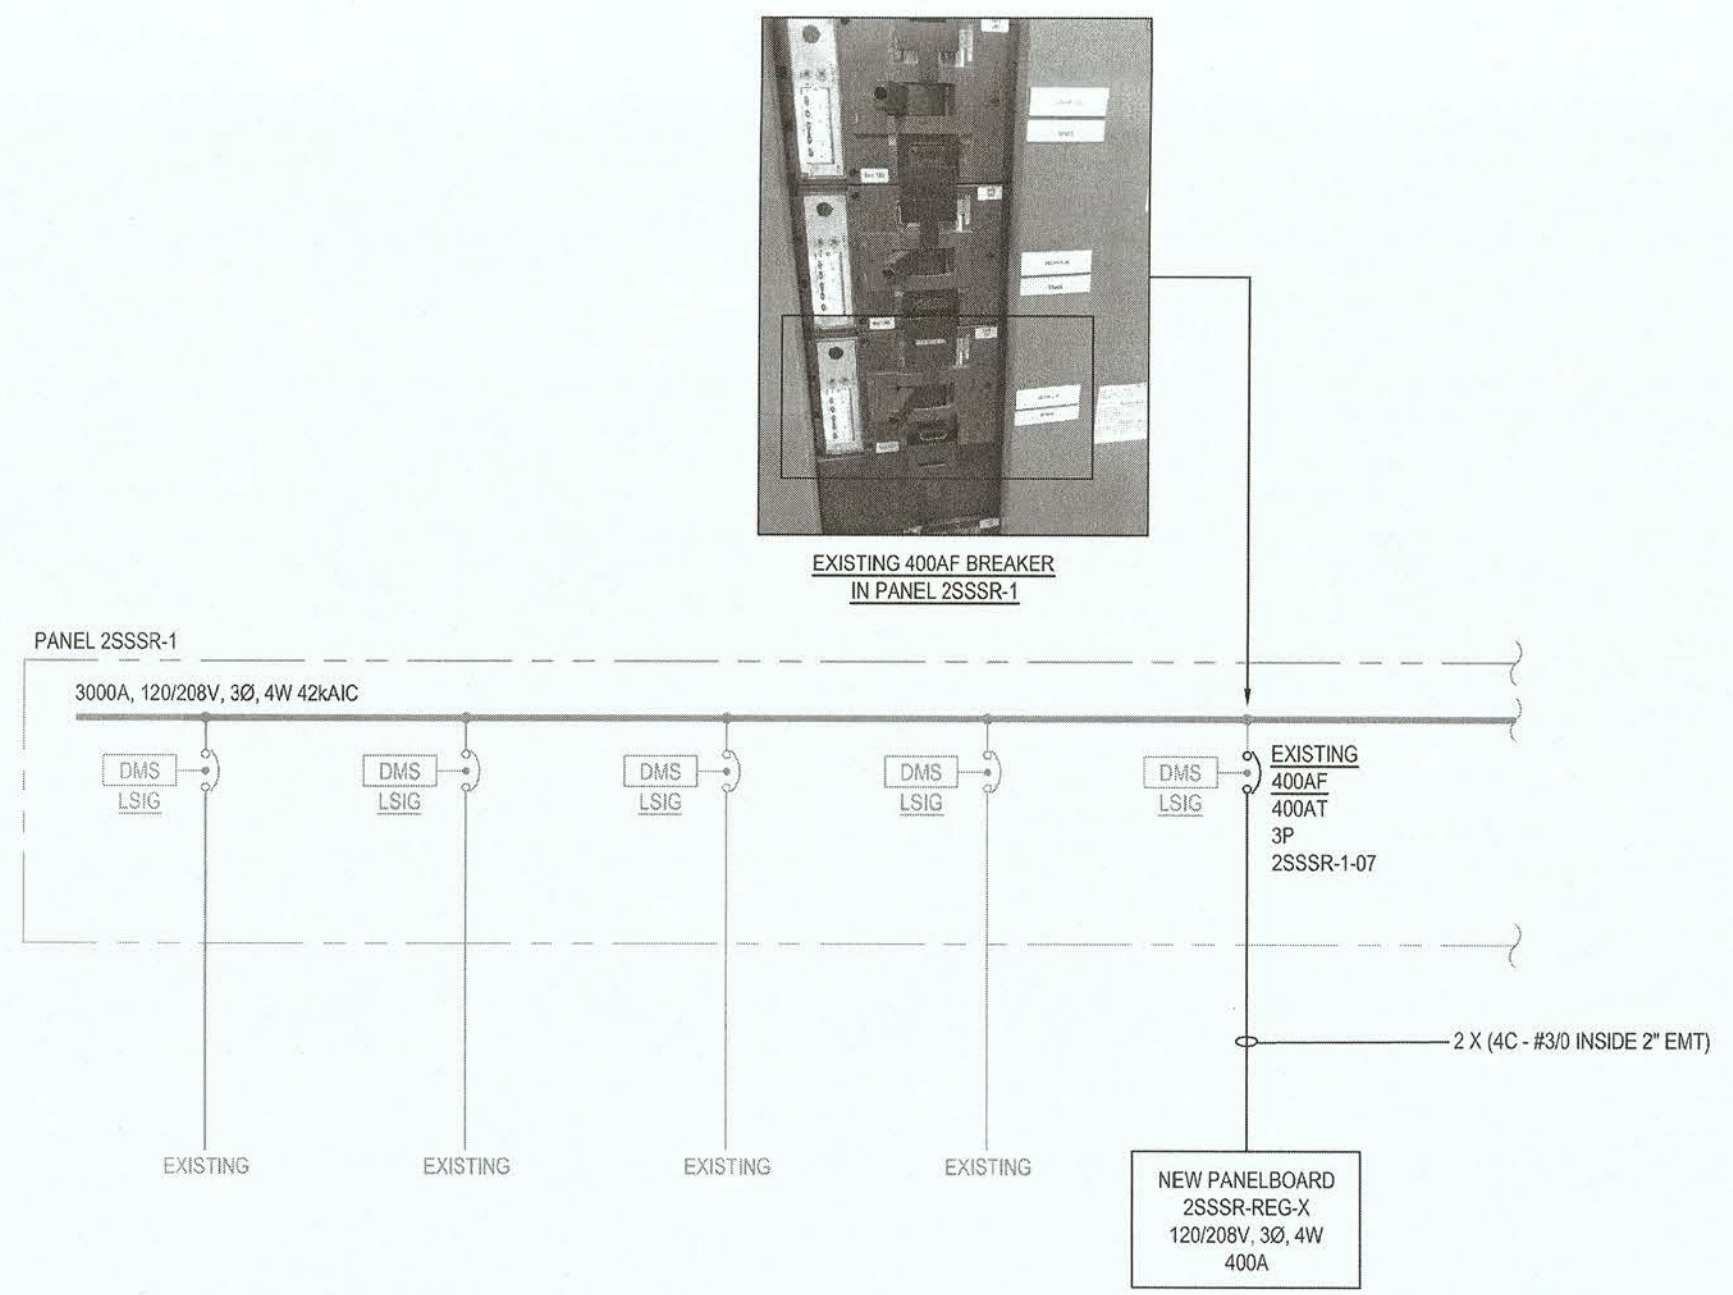 EXISTING 400AF BREAKER
IN PANEL 2SSSR-1
PANEL 2SSSR-1
3000A, 120/208V, 3Ø, 4W 42kAIC
DMS
LSIG
DMS
LSIG
DMS
LSIG
DMS
LSIG
DMS
LSIG
EXISTING
400AF
400AT
3P
2SSSR-1-07
2 X (4C - #3/0 INSIDE 2" EMT)
EXISTING
EXISTING
EXISTING
EXISTING
NEW PANELBOARD
2SSSR-REG-X
120/208V, 3Ø, 4W
400A